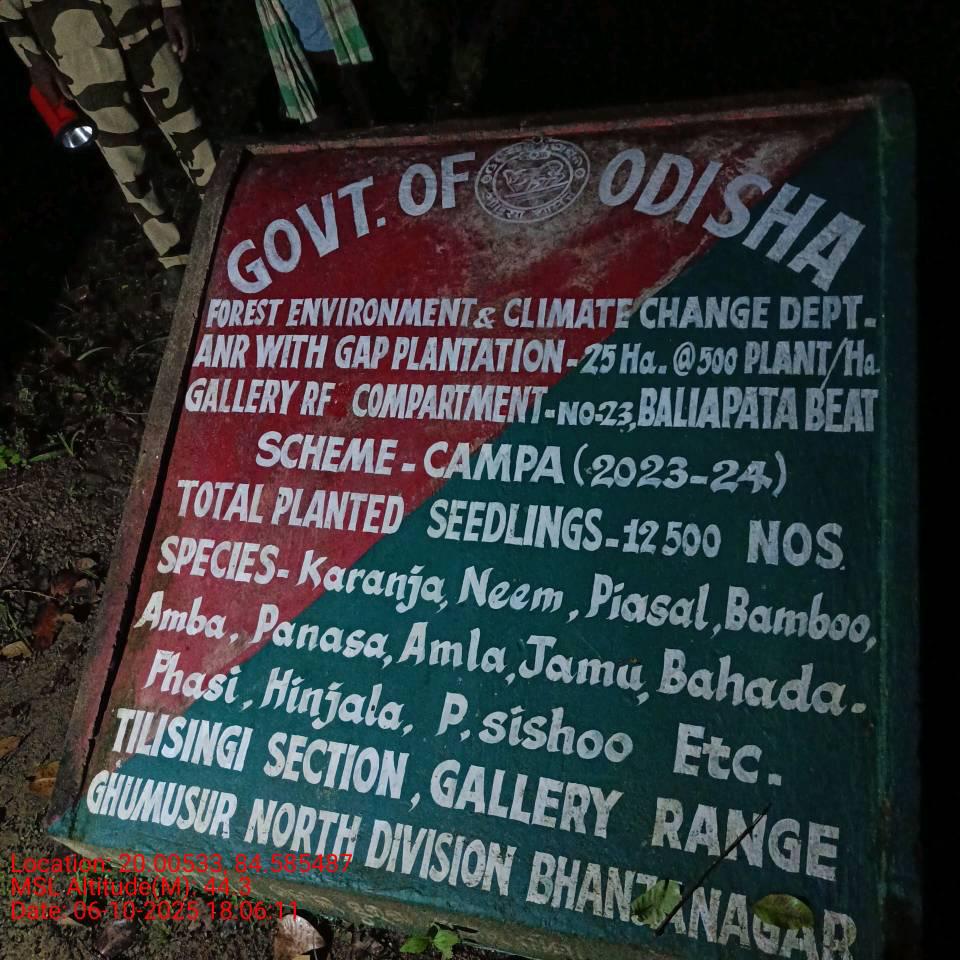 GOVT. OF ODISHA
FOREST ENVIRONMENT & CLIMATE CHANGE DEPT.
ANR WITH GAP PLANTATION - 25 Ha. @ 500 PLANT/Ha.
GALLERY RF COMPARTMENT - NO-23, BALIAPATA BEAT
SCHEME - CAMPA (2023-24)
TOTAL PLANTED SEEDLINGS - 12500 NOS.
SPECIES - Karanja, Neem, Piasal, Bamboo,
Amba, Panasa, Amla, Jamu, Bahada.
Phasi, Hinjala, P. sishoo Etc.
TILISINGI SECTION, GALLERY RANGE
GHUMUSUR NORTH DIVISION BHANJANAGAR
Location: 20.00533, 84.585487
MSL Altitude(M): 44.3
Date: 06-10-2025 18:06:11